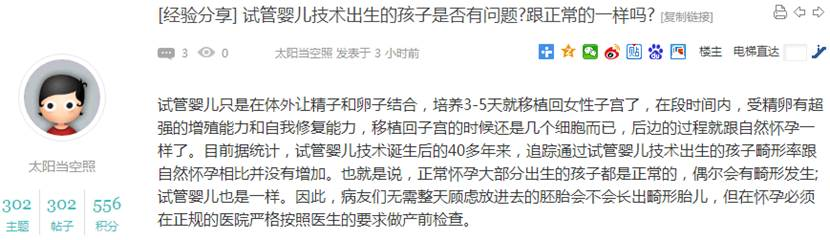 [经验分享] 试管婴儿技术出生的孩子是否有问题?跟正常的一样吗? [复制链接]
3 0 太阳当空照 发表于 3 小时前 楼主 电梯直达
试管婴儿只是在体外让精子和卵子结合，培养3-5天就移植回女性子宫了，在段时间内，受精卵有超
强的增殖能力和自我修复能力，移植回子宫的时候还是几个细胞而已，后边的过程就跟自然怀孕一
样了。目前据统计，试管婴儿技术诞生后的40多年来，追踪通过试管婴儿技术出生的孩子畸形率跟
自然怀孕相比并没有增加。也就是说，正常怀孕大部分出生的孩子都是正常的，偶尔会有畸形发生;
试管婴儿也是一样。因此，病友们无需整天顾虑放进去的胚胎会不会长出畸形胎儿，但在怀孕必须
在正规的医院严格按照医生的要求做产前检查。
太阳当空照
302 302 556
主题 帖子 积分